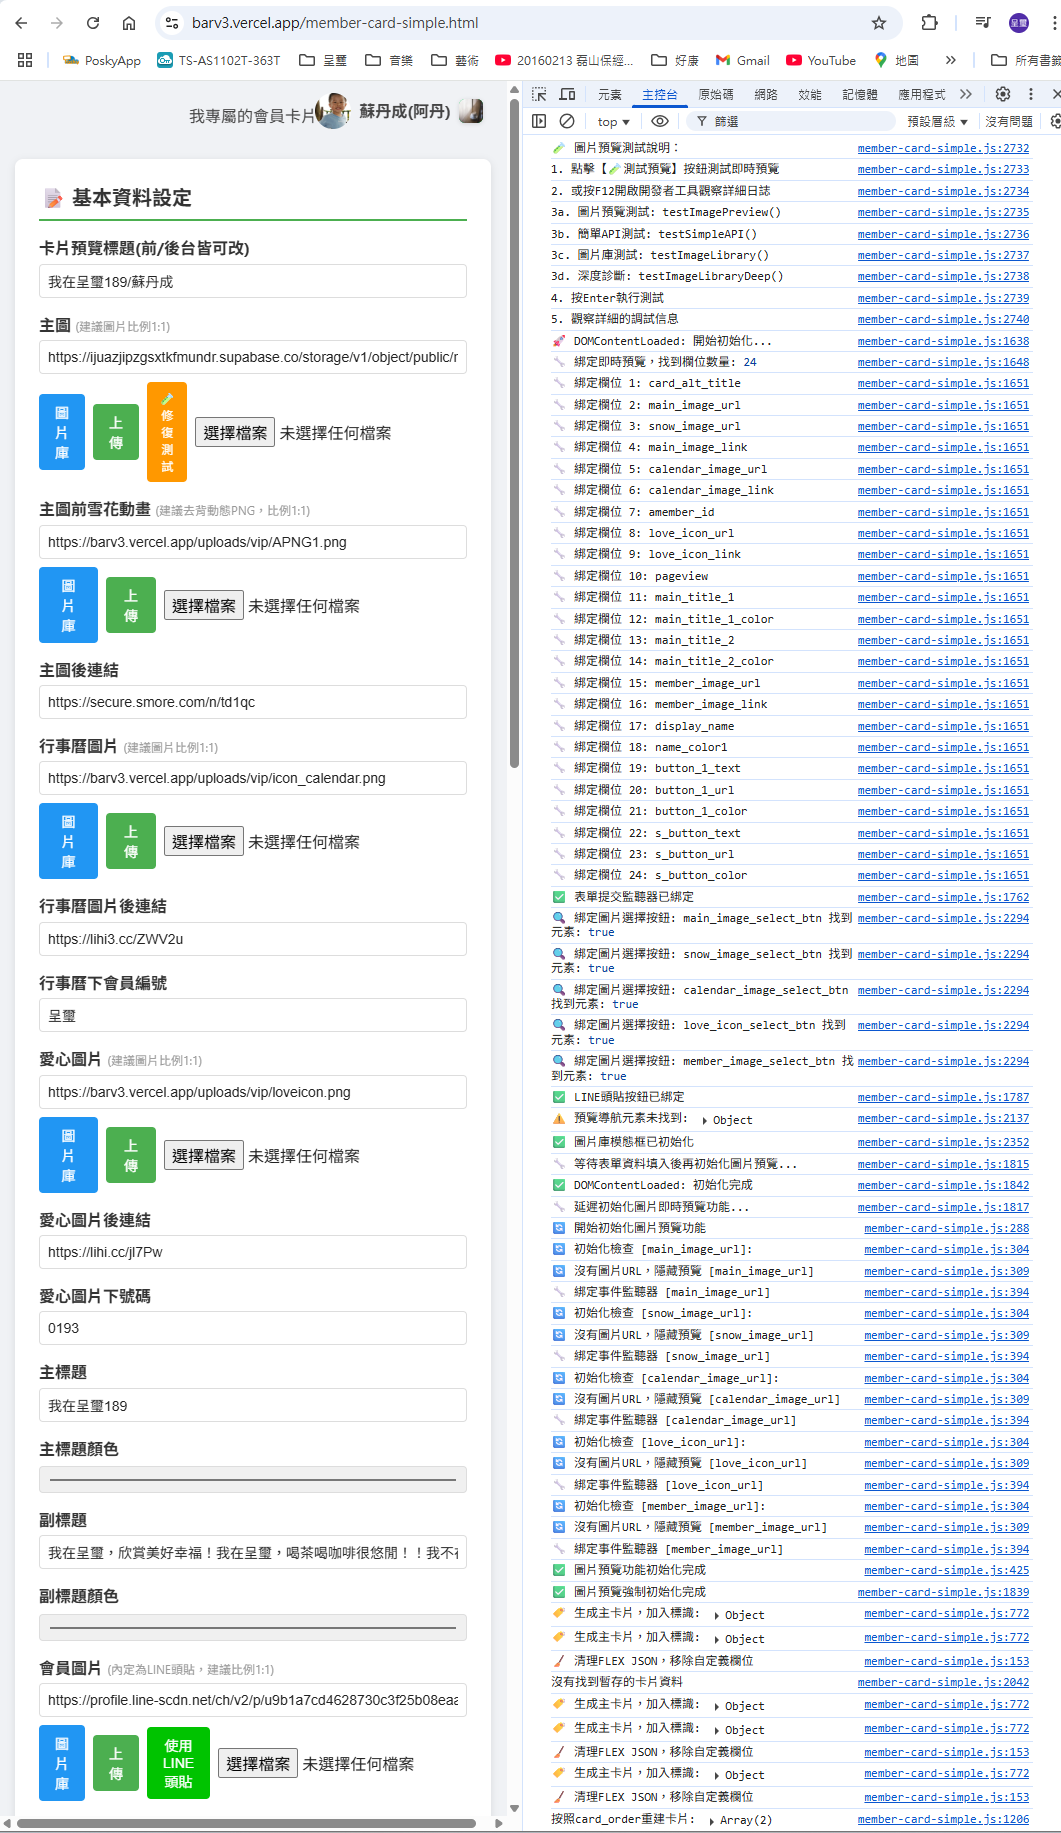 barv3.vercel.app/member-card-simple.html
呈璽
PoskyApp
TS-AS1102T-363T
呈璽
音樂
藝術
20160213 磊山保經...
好康
Gmail
YouTube
地圖
所有書籤
我專屬的會員卡片
蘇丹成(阿丹)
基本資料設定
卡片預覽標題(前/後台皆可改)
我在呈璽189/蘇丹成
主圖 (建議圖片比例1:1)
https://ijuazjipzgsxtkfmundr.supabase.co/storage/v1/object/public/r
圖片庫
上傳
修復測試
選擇檔案 未選擇任何檔案
主圖前雪花動畫 (建議去背動態PNG，比例1:1)
https://barv3.vercel.app/uploads/vip/APNG1.png
圖片庫
上傳
選擇檔案 未選擇任何檔案
主圖後連結
https://secure.smore.com/n/td1qc
行事曆圖片 (建議圖片比例1:1)
https://barv3.vercel.app/uploads/vip/icon_calendar.png
圖片庫
上傳
選擇檔案 未選擇任何檔案
行事曆圖片後連結
https://lihi3.cc/ZWV2u
行事曆下會員編號
呈璽
愛心圖片 (建議圖片比例1:1)
https://barv3.vercel.app/uploads/vip/loveicon.png
圖片庫
上傳
選擇檔案 未選擇任何檔案
愛心圖片後連結
https://lihi.cc/jl7Pw
愛心圖片下號碼
0193
主標題
我在呈璽189
主標題顏色
副標題
我在呈璽，欣賞美好幸福！我在呈璽，喝茶喝咖啡很悠閒！！我不在
副標題顏色
會員圖片 (內定為LINE頭貼，建議比例1:1)
https://profile.line-scdn.net/ch/v2/p/u9b1a7cd4628730c3f25b08eaa
圖片庫
上傳
使用LINE頭貼
選擇檔案 未選擇任何檔案
元素 主控台 原始碼 網路 效能 記憶體 應用程式
top 篩選 預設層級 沒有問題
圖片預覽測試說明： member-card-simple.js:2732
1. 點擊【🧪測試預覽】按鈕測試即時預覽 member-card-simple.js:2733
2. 或按F12開啟開發者工具觀察詳細日誌 member-card-simple.js:2734
3a. 圖片預覽測試: testImagePreview() member-card-simple.js:2735
3b. 簡單API測試: testSimpleAPI() member-card-simple.js:2736
3c. 圖片庫測試: testImageLibrary() member-card-simple.js:2737
3d. 深度診斷: testImageLibraryDeep() member-card-simple.js:2738
4. 按Enter執行測試 member-card-simple.js:2739
5. 觀察詳細的調試信息 member-card-simple.js:2740
🚀 DOMContentLoaded: 開始初始化... member-card-simple.js:1638
🔧 綁定即時預覽，找到欄位數量: 24 member-card-simple.js:1648
🔧 綁定欄位 1: card_alt_title member-card-simple.js:1651
🔧 綁定欄位 2: main_image_url member-card-simple.js:1651
🔧 綁定欄位 3: snow_image_url member-card-simple.js:1651
🔧 綁定欄位 4: main_image_link member-card-simple.js:1651
🔧 綁定欄位 5: calendar_image_url member-card-simple.js:1651
🔧 綁定欄位 6: calendar_image_link member-card-simple.js:1651
🔧 綁定欄位 7: amember_id member-card-simple.js:1651
🔧 綁定欄位 8: love_icon_url member-card-simple.js:1651
🔧 綁定欄位 9: love_icon_link member-card-simple.js:1651
🔧 綁定欄位 10: pageview member-card-simple.js:1651
🔧 綁定欄位 11: main_title_1 member-card-simple.js:1651
🔧 綁定欄位 12: main_title_1_color member-card-simple.js:1651
🔧 綁定欄位 13: main_title_2 member-card-simple.js:1651
🔧 綁定欄位 14: main_title_2_color member-card-simple.js:1651
🔧 綁定欄位 15: member_image_url member-card-simple.js:1651
🔧 綁定欄位 16: member_image_link member-card-simple.js:1651
🔧 綁定欄位 17: display_name member-card-simple.js:1651
🔧 綁定欄位 18: name_color1 member-card-simple.js:1651
🔧 綁定欄位 19: button_1_text member-card-simple.js:1651
🔧 綁定欄位 20: button_1_url member-card-simple.js:1651
🔧 綁定欄位 21: button_1_color member-card-simple.js:1651
🔧 綁定欄位 22: s_button_text member-card-simple.js:1651
🔧 綁定欄位 23: s_button_url member-card-simple.js:1651
🔧 綁定欄位 24: s_button_color member-card-simple.js:1651
✅ 表單提交監聽器已綁定 member-card-simple.js:1762
🔍 綁定圖片選擇按鈕: main_image_select_btn 找到 member-card-simple.js:2294
元素: true
🔍 綁定圖片選擇按鈕: snow_image_select_btn 找到 member-card-simple.js:2294
元素: true
🔍 綁定圖片選擇按鈕: calendar_image_select_btn member-card-simple.js:2294
找到元素: true
🔍 綁定圖片選擇按鈕: love_icon_select_btn 找到 member-card-simple.js:2294
元素: true
🔍 綁定圖片選擇按鈕: member_image_select_btn 找 member-card-simple.js:2294
到元素: true
✅ LINE頭貼按鈕已綁定 member-card-simple.js:1787
⚠️ 預覽導航元素未找到: Object member-card-simple.js:2137
✅ 圖片庫模態框已初始化 member-card-simple.js:2352
🔧 等待表單資料填入後再初始化圖片預覽... member-card-simple.js:1815
✅ DOMContentLoaded: 初始化完成 member-card-simple.js:1842
🔧 延遲初始化圖片即時預覽功能... member-card-simple.js:1817
🔄 開始初始化圖片預覽功能 member-card-simple.js:288
🔄 初始化檢查 [main_image_url]: member-card-simple.js:304
🔄 沒有圖片URL，隱藏預覽 [main_image_url] member-card-simple.js:309
🔧 綁定事件監聽器 [main_image_url] member-card-simple.js:394
🔄 初始化檢查 [snow_image_url]: member-card-simple.js:304
🔄 沒有圖片URL，隱藏預覽 [snow_image_url] member-card-simple.js:309
🔧 綁定事件監聽器 [snow_image_url] member-card-simple.js:394
🔄 初始化檢查 [calendar_image_url]: member-card-simple.js:304
🔄 沒有圖片URL，隱藏預覽 [calendar_image_url] member-card-simple.js:309
🔧 綁定事件監聽器 [calendar_image_url] member-card-simple.js:394
🔄 初始化檢查 [love_icon_url]: member-card-simple.js:304
🔄 沒有圖片URL，隱藏預覽 [love_icon_url] member-card-simple.js:309
🔧 綁定事件監聽器 [love_icon_url] member-card-simple.js:394
🔄 初始化檢查 [member_image_url]: member-card-simple.js:304
🔄 沒有圖片URL，隱藏預覽 [member_image_url] member-card-simple.js:309
🔧 綁定事件監聽器 [member_image_url] member-card-simple.js:394
✅ 圖片預覽功能初始化完成 member-card-simple.js:425
✅ 圖片預覽強制初始化完成 member-card-simple.js:1839
🏷️ 生成主卡片，加入標識: Object member-card-simple.js:772
🏷️ 生成主卡片，加入標識: Object member-card-simple.js:772
🧹 清理FLEX JSON，移除自定義欄位 member-card-simple.js:153
沒有找到暫存的卡片資料 member-card-simple.js:2042
🏷️ 生成主卡片，加入標識: Object member-card-simple.js:772
🏷️ 生成主卡片，加入標識: Object member-card-simple.js:772
🧹 清理FLEX JSON，移除自定義欄位 member-card-simple.js:153
🏷️ 生成主卡片，加入標識: Object member-card-simple.js:772
🧹 清理FLEX JSON，移除自定義欄位 member-card-simple.js:153
按照card_order重建卡片: Array(2) member-card-simple.js:1206